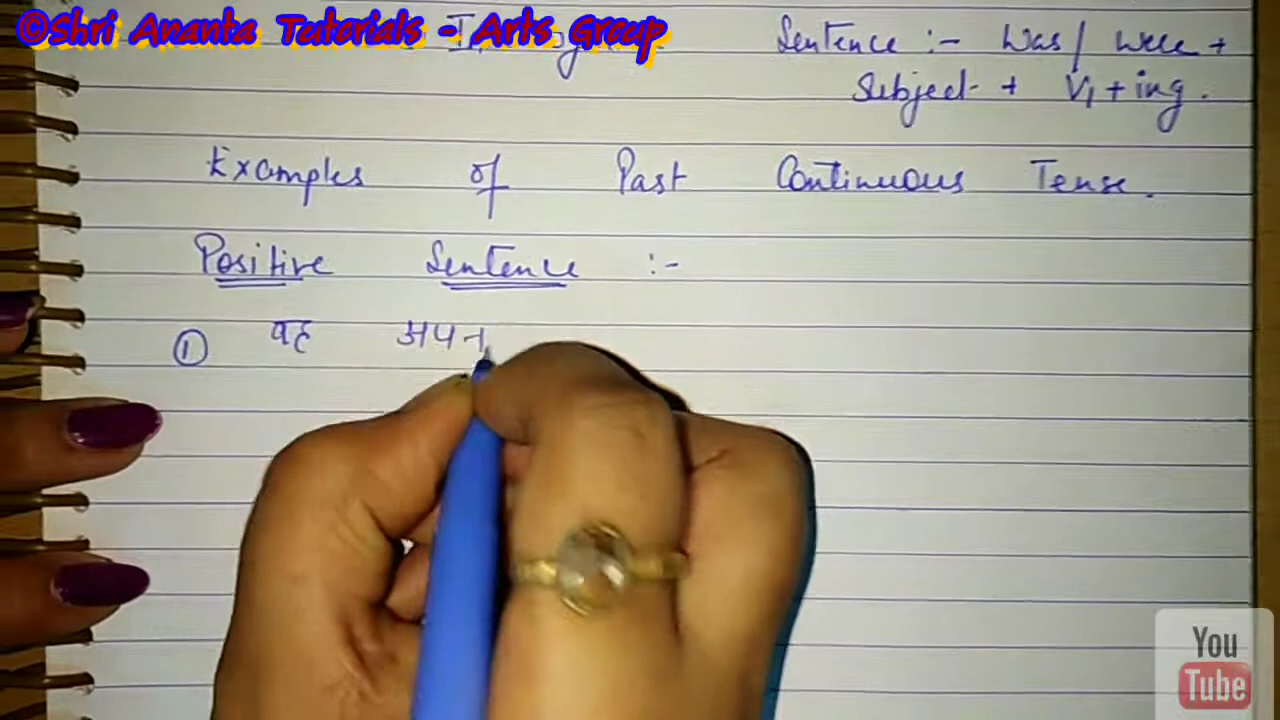 ©Shri Ananta Tutorials - Arts Group
Sentence :- Was/ Were +
Subject + V1 + ing.
Examples of Past Continuous Tense.
Positive Sentence :-
① वह अपन
You
Tube